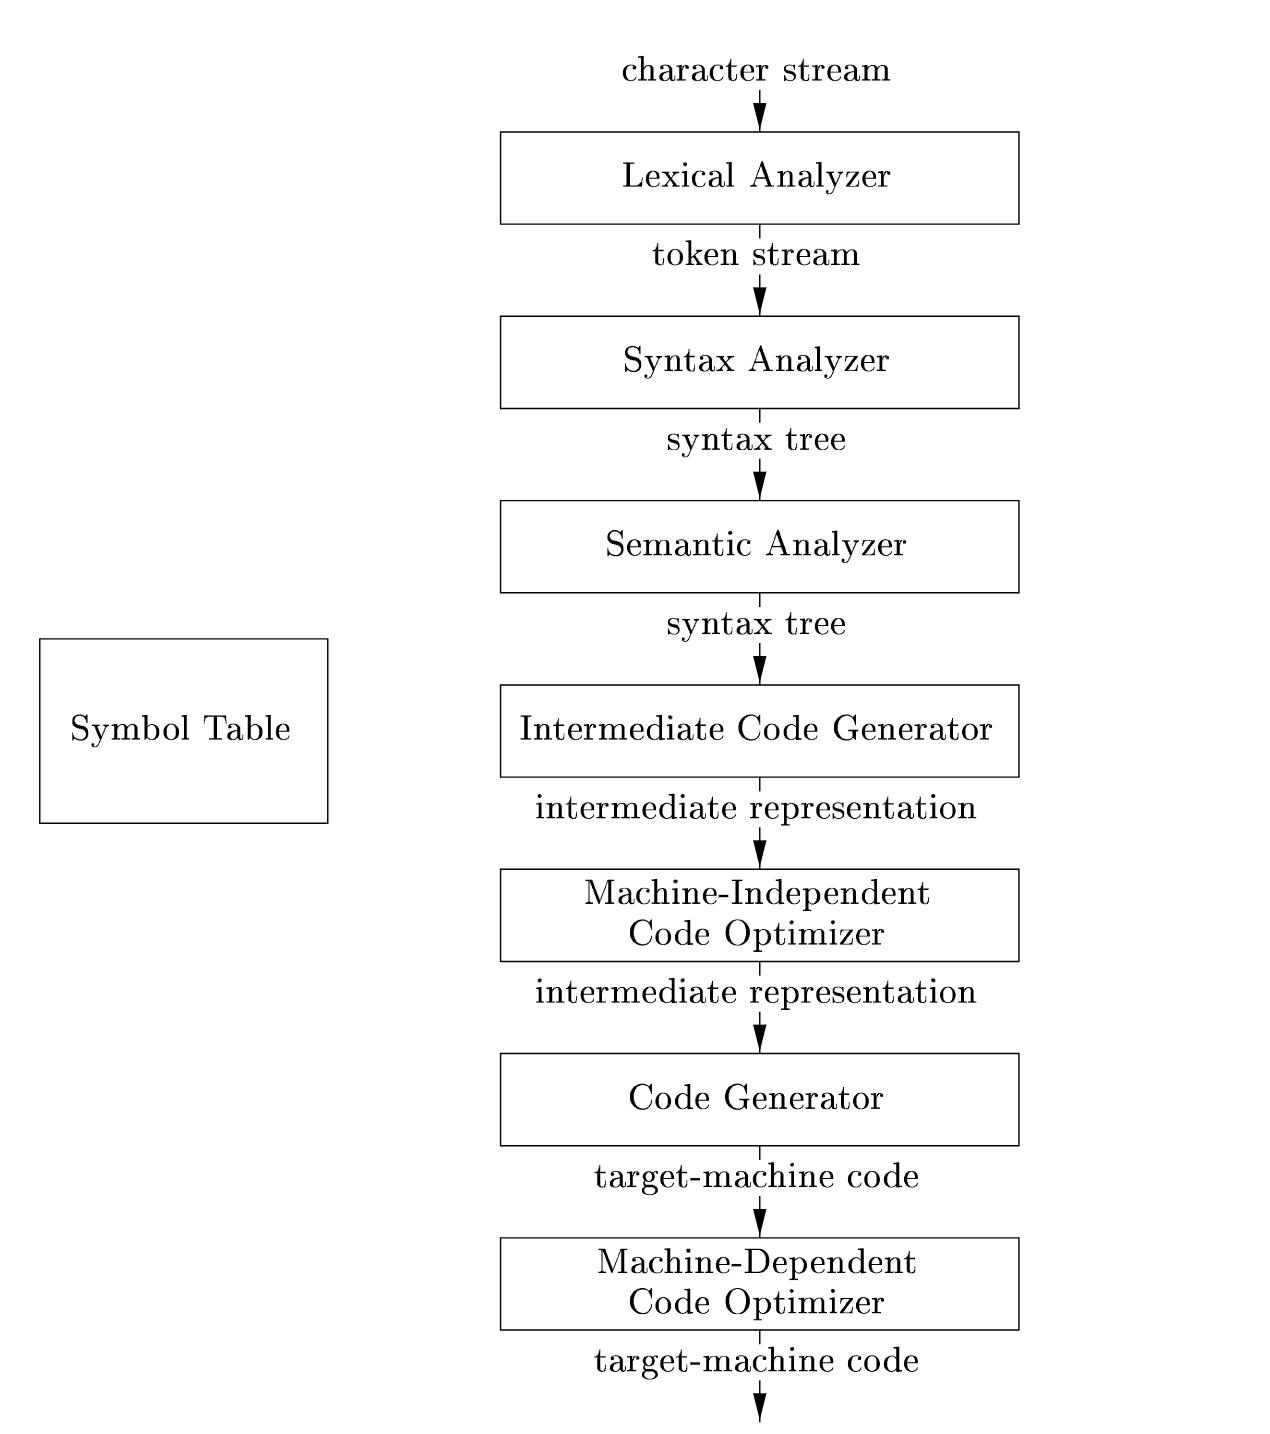 character stream
Lexical Analyzer
token stream
Syntax Analyzer
syntax tree
Semantic Analyzer
syntax tree
Symbol Table
Intermediate Code Generator
intermediate representation
Machine-Independent
Code Optimizer
intermediate representation
Code Generator
target-machine code
Machine-Dependent
Code Optimizer
target-machine code